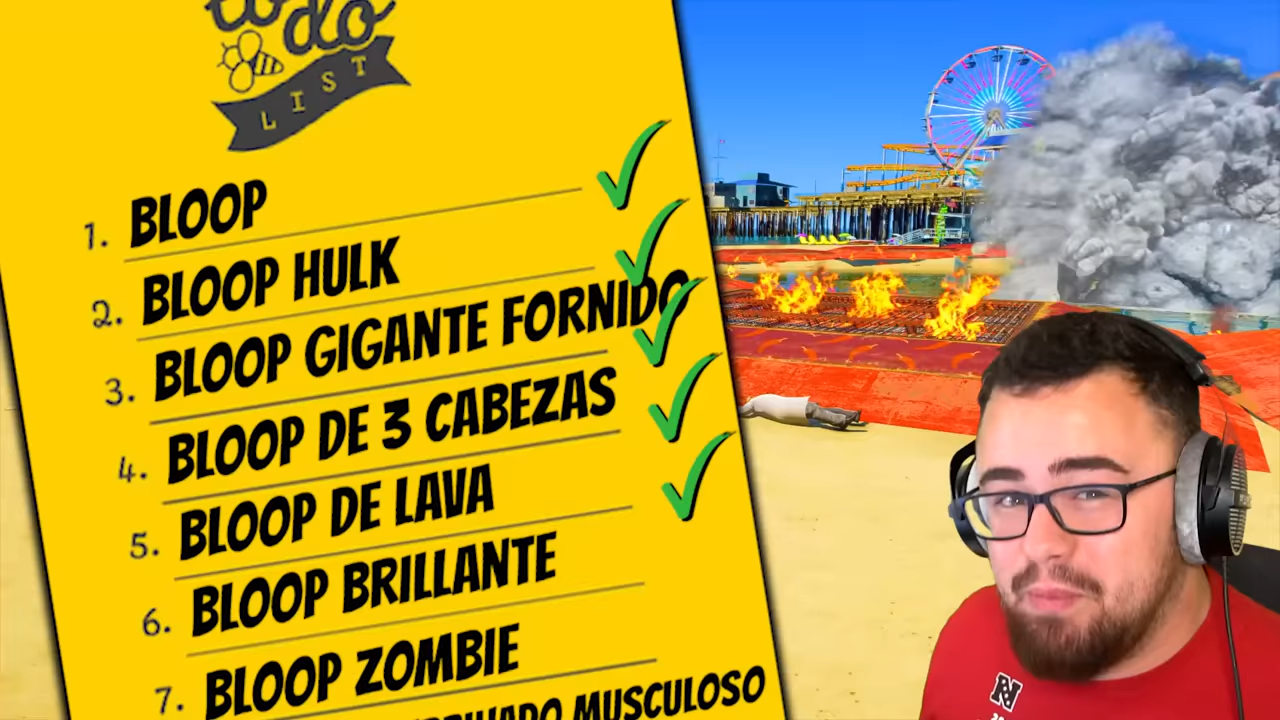 to do
LIST
1. BLOOP
2. BLOOP HULK
3. BLOOP GIGANTE FORNIDO
4. BLOOP DE 3 CABEZAS
5. BLOOP DE LAVA
6. BLOOP BRILLANTE
7. BLOOP ZOMBIE
MUSCULOSO
N